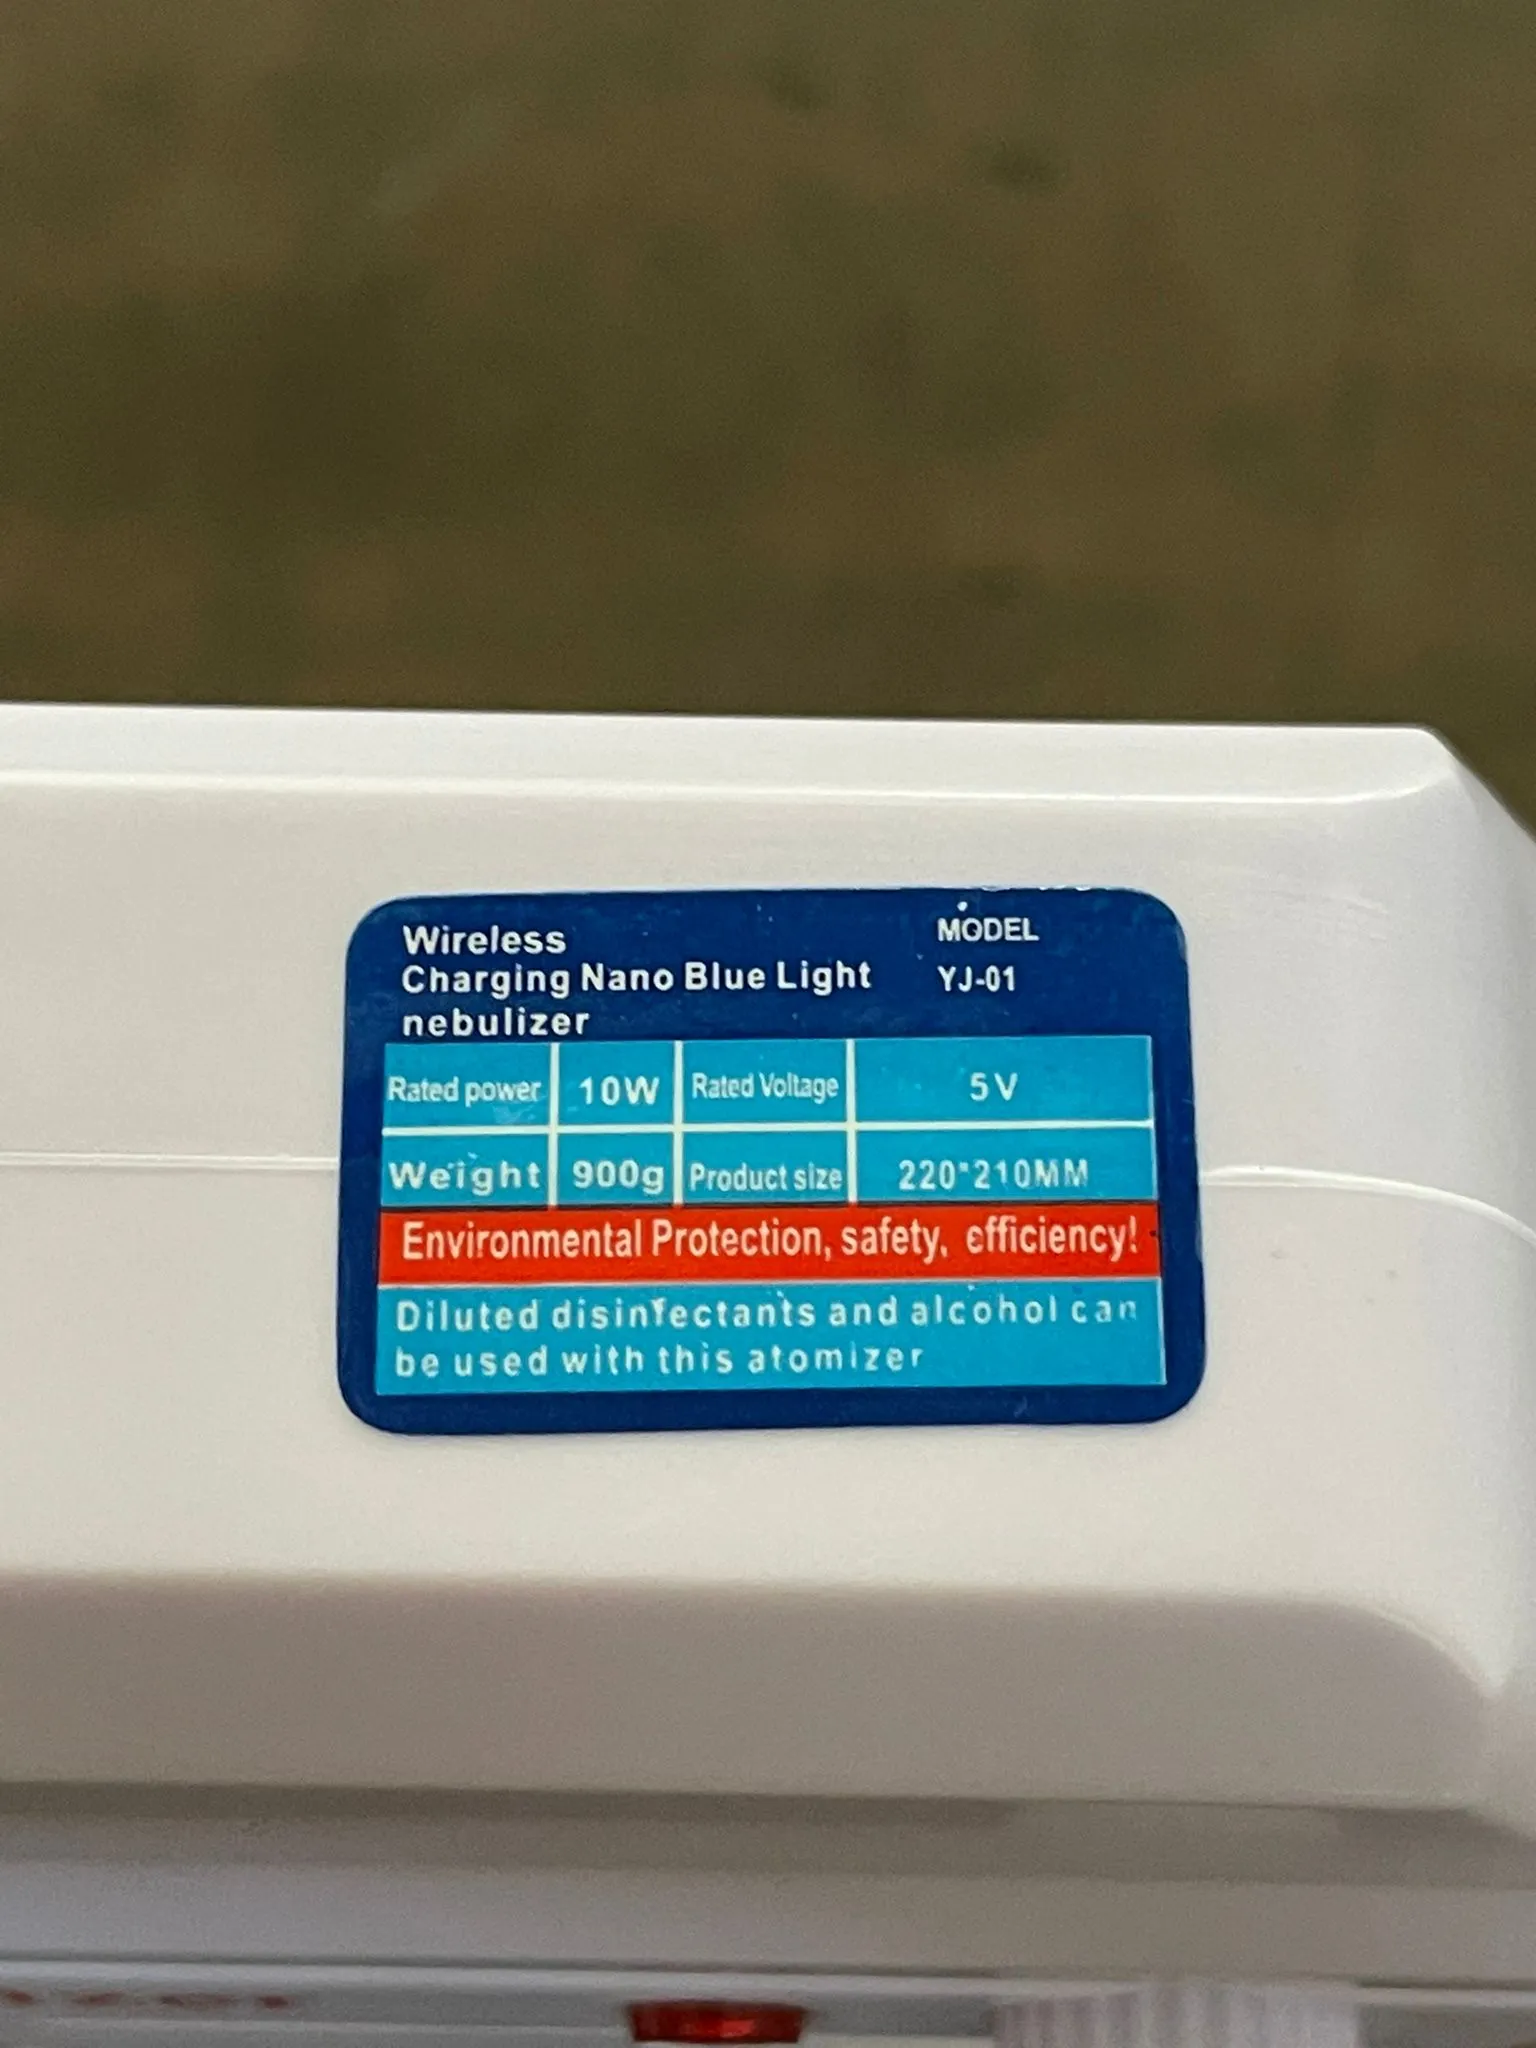 Wireless
Charging Nano Blue Light
nebulizer
MODEL
YJ-01
Rated power 10W Rated Voltage 5V
Weight 900g Product size 220*210MM
Environmental Protection, safety, efficiency!
Diluted disinfectants and alcohol can
be used with this atomizer